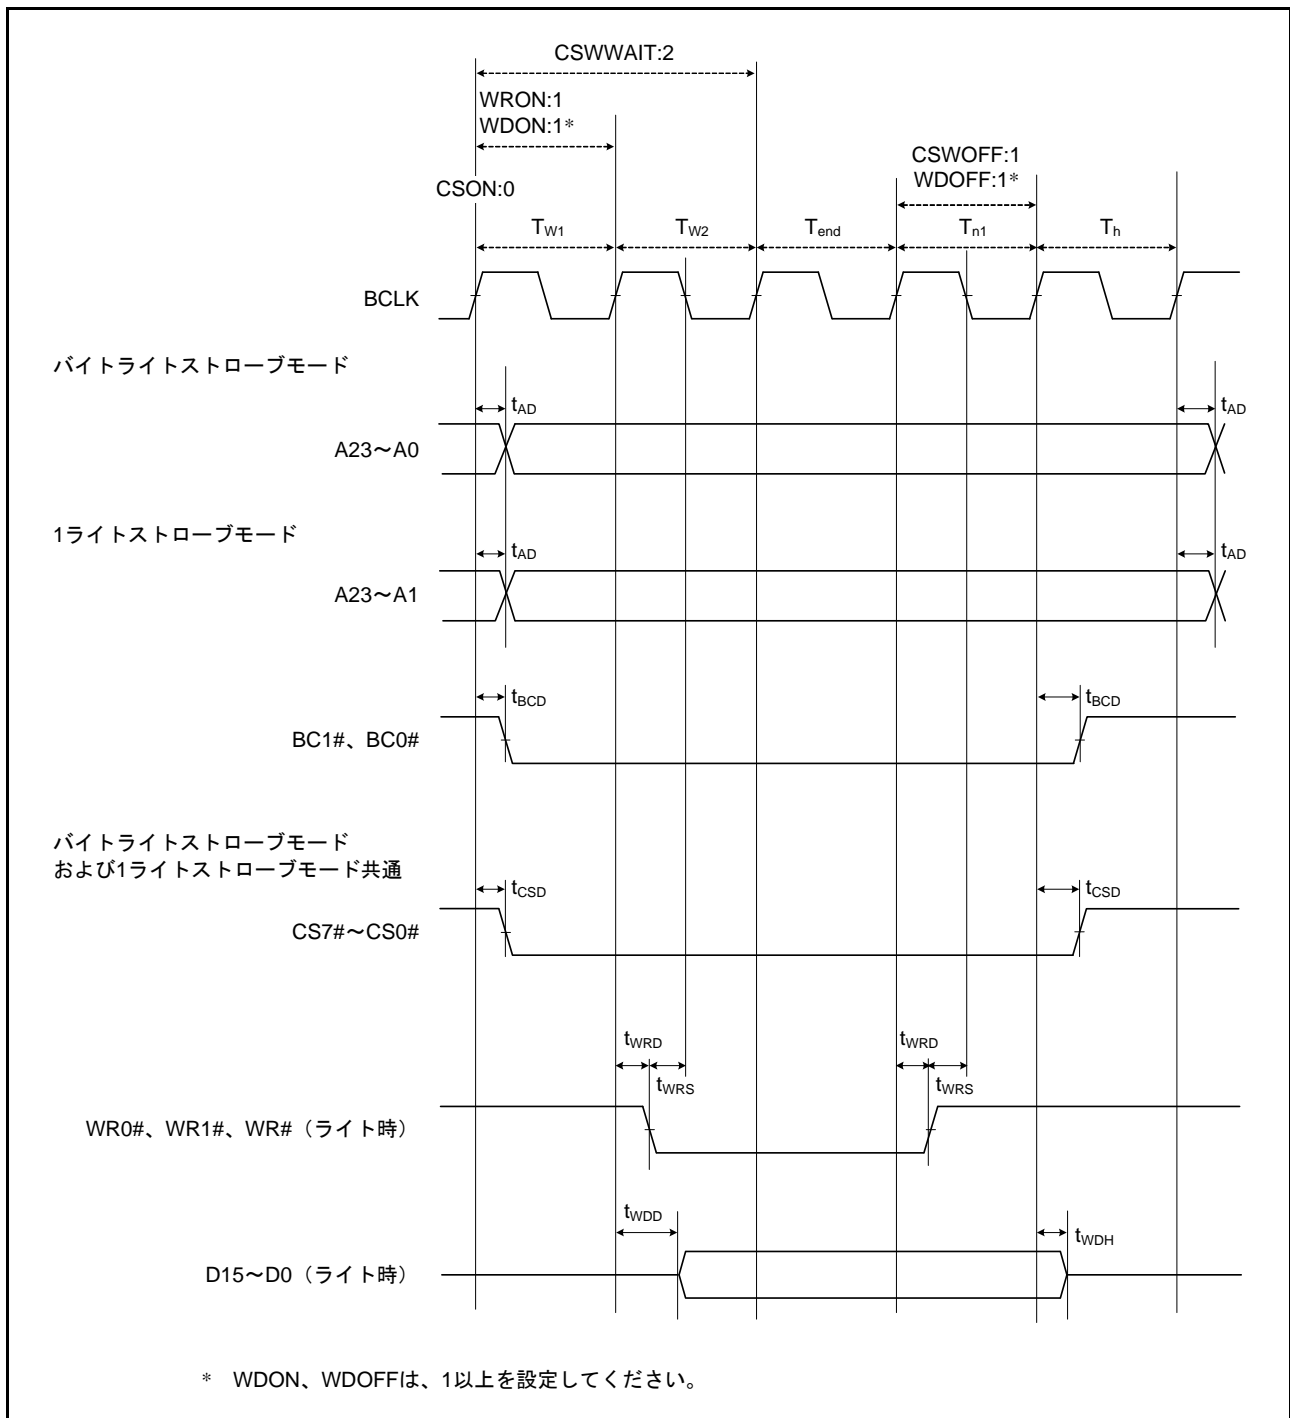 CSWWAIT:2
WRON:1
WDON:1*
CSON:0
CSWOFF:1
WDOFF:1*
TW1
TW2
Tend
Tn1
Th
BCLK
バイトライトストローブモード
tAD
tAD
A23～A0
1ライトストローブモード
tAD
tAD
A23～A1
tBCD
tBCD
BC1#、BC0#
バイトライトストローブモード
および1ライトストローブモード共通
tCSD
tCSD
CS7#～CS0#
tWRD
tWRD
tWRS
tWRS
WR0#、WR1#、WR#（ライト時）
tWDD
tWDH
D15～D0（ライト時）
* WDON、WDOFFは、1以上を設定してください。